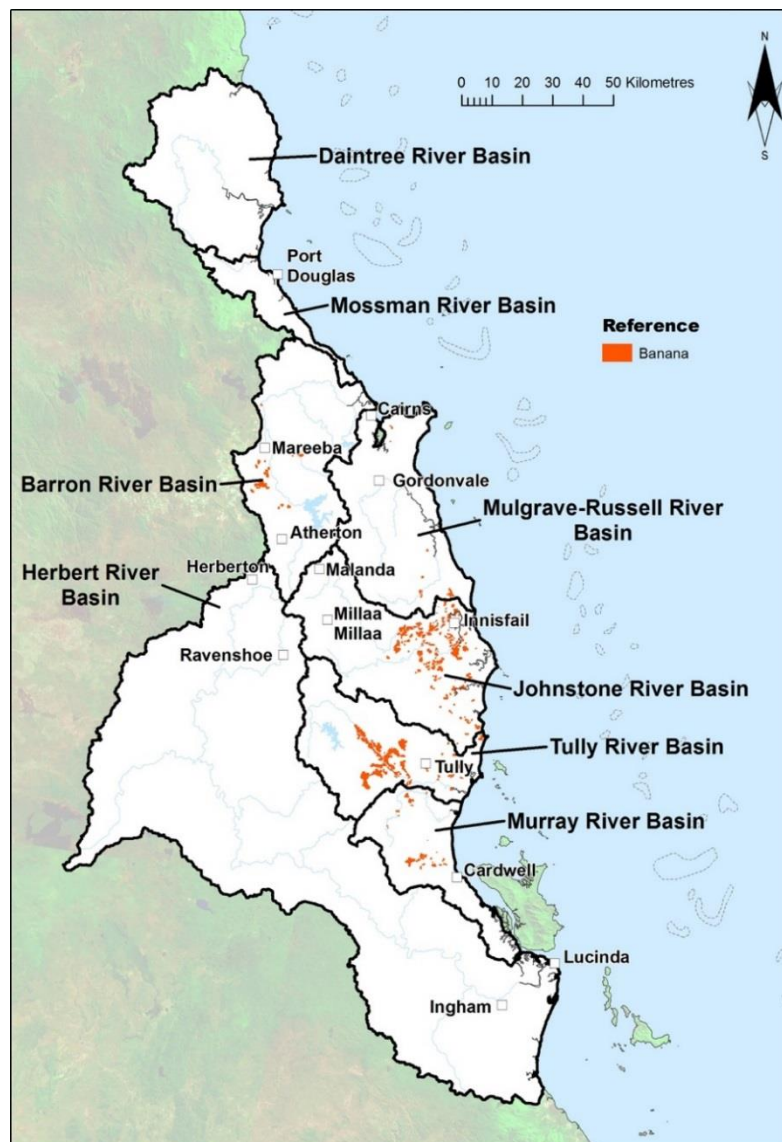 N
0 10 20 30 40 50 Kilometres
S
Daintree River Basin
Port
Douglas
Mossman River Basin
Reference
Banana
Cairns
Mareeba
Barron River Basin
Gordonvale
Mulgrave-Russell River
Basin
Atherton
Herberton
Malanda
Herbert River
Basin
Millaa
Millaa
Innisfail
Ravenshoe
Johnstone River Basin
Tully River Basin
Tully
Murray River Basin
Cardwell
Lucinda
Ingham